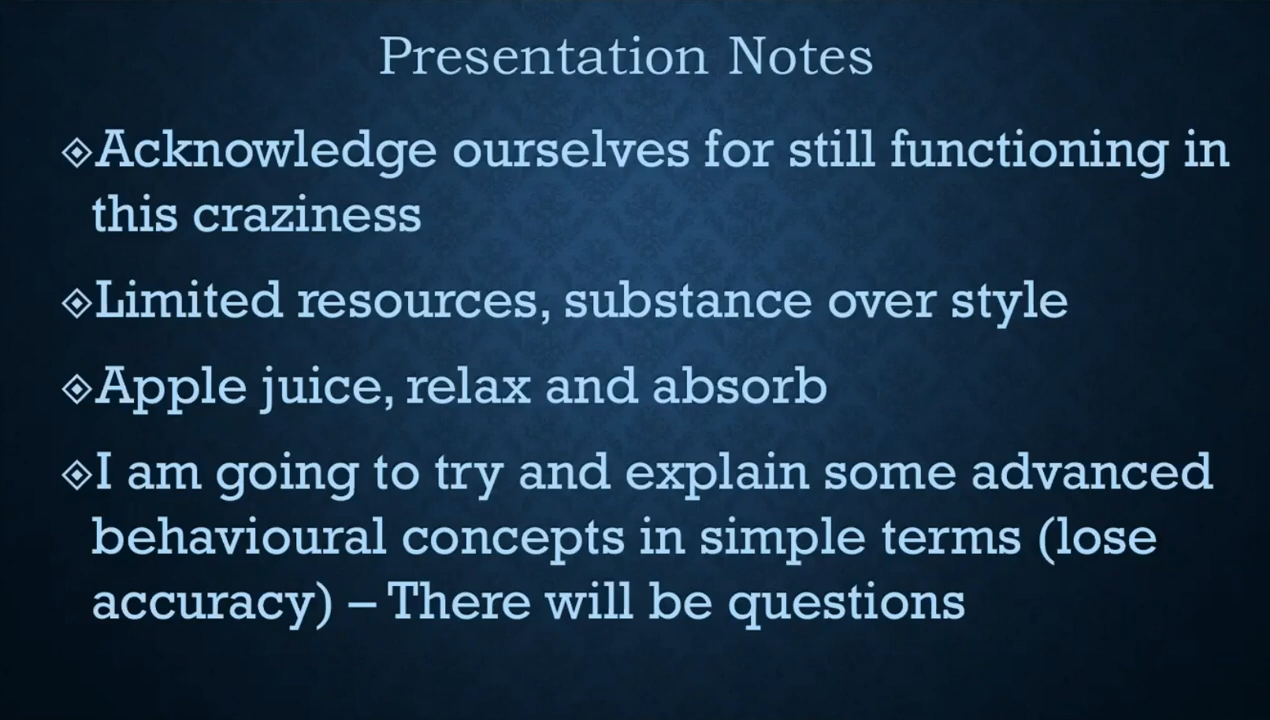 Presentation Notes
Acknowledge ourselves for still functioning in
this craziness
Limited resources, substance over style
Apple juice, relax and absorb
I am going to try and explain some advanced
behavioural concepts in simple terms (lose
accuracy) – There will be questions